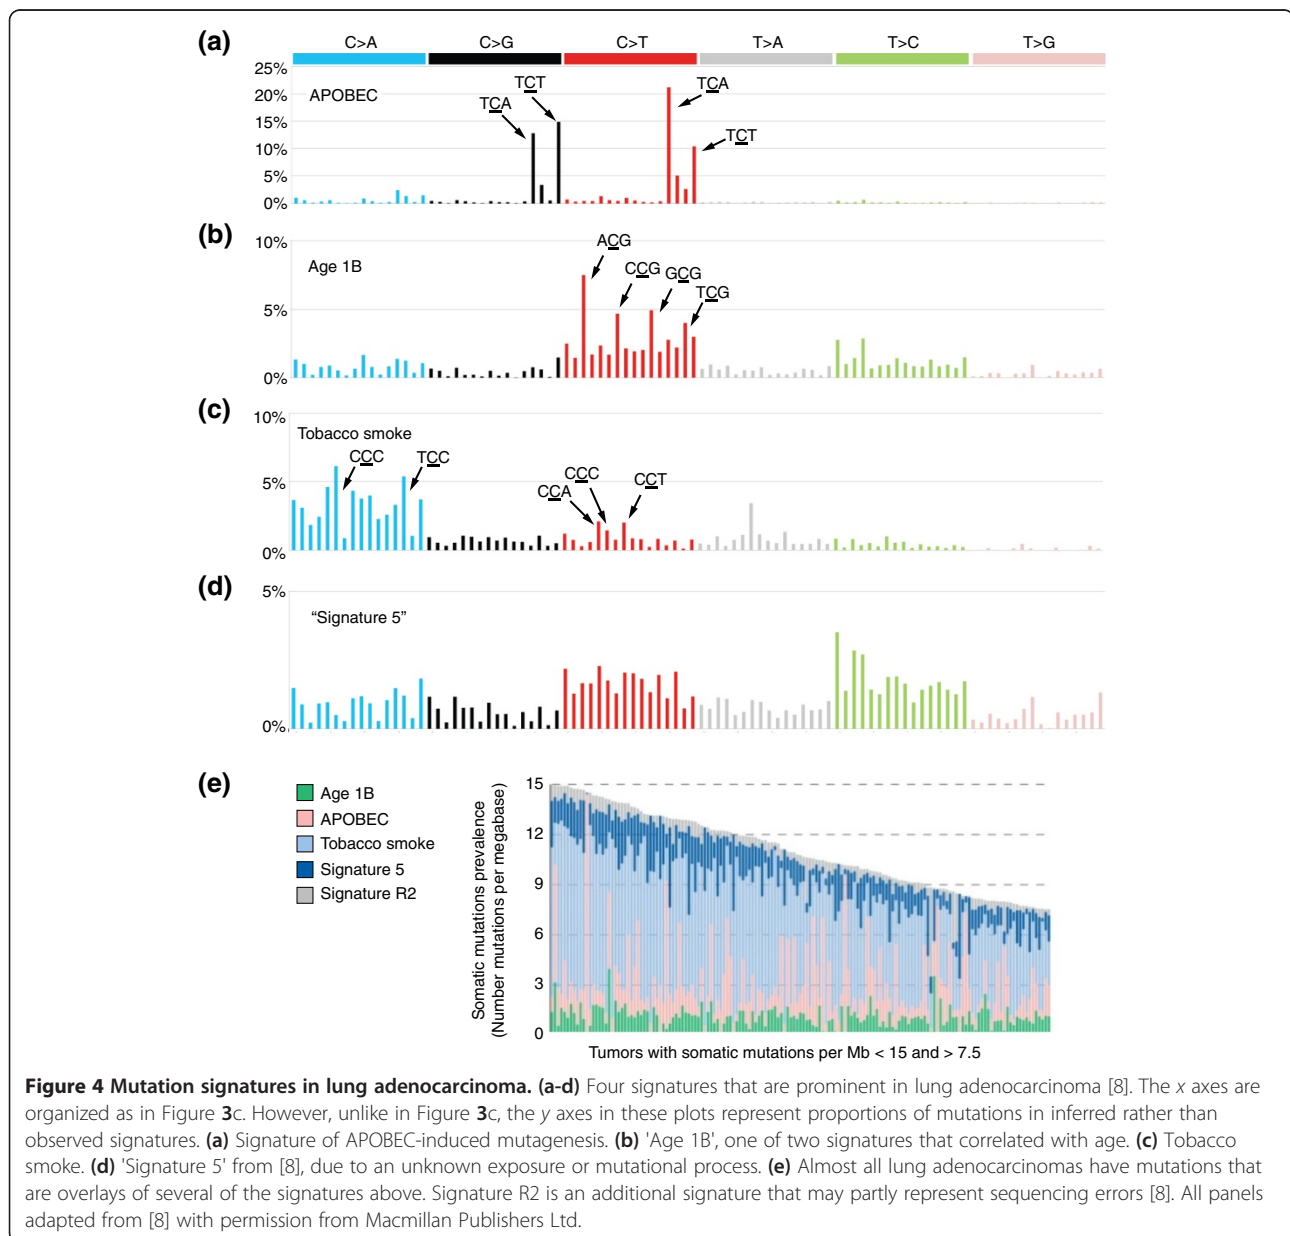 (a)
C>A C>G C>T T>A T>C T>G
25%
20%
15%
10%
5%
0%
APOBEC
TCA
TCT
TCA
TCT
(b)
10%
5%
0%
Age 1B
ACG
CCG
GCG
TCG
(c)
10%
5%
0%
Tobacco smoke
CCC
TCC
CCA
CCC
CCT
(d)
5%
0%
"Signature 5"
(e)
Age 1B
APOBEC
Tobacco smoke
Signature 5
Signature R2
Somatic mutations prevalence
(Number mutations per megabase)
15
12
9
6
3
0
Tumors with somatic mutations per Mb < 15 and > 7.5
Figure 4 Mutation signatures in lung adenocarcinoma. (a-d) Four signatures that are prominent in lung adenocarcinoma [8]. The x axes are
organized as in Figure 3c. However, unlike in Figure 3c, the y axes in these plots represent proportions of mutations in inferred rather than
observed signatures. (a) Signature of APOBEC-induced mutagenesis. (b) 'Age 1B', one of two signatures that correlated with age. (c) Tobacco
smoke. (d) 'Signature 5' from [8], due to an unknown exposure or mutational process. (e) Almost all lung adenocarcinomas have mutations that
are overlays of several of the signatures above. Signature R2 is an additional signature that may partly represent sequencing errors [8]. All panels
adapted from [8] with permission from Macmillan Publishers Ltd.